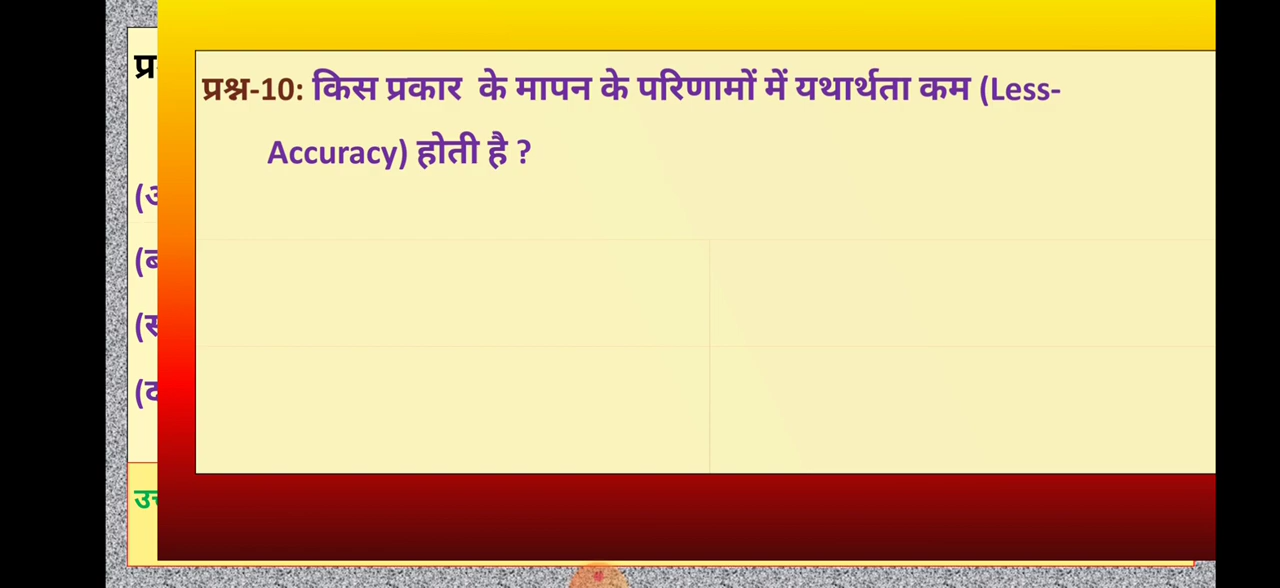 प्रश्न-10: किस प्रकार के मापन के परिणामों में यथार्थता कम (Less-
Accuracy) होती है ?